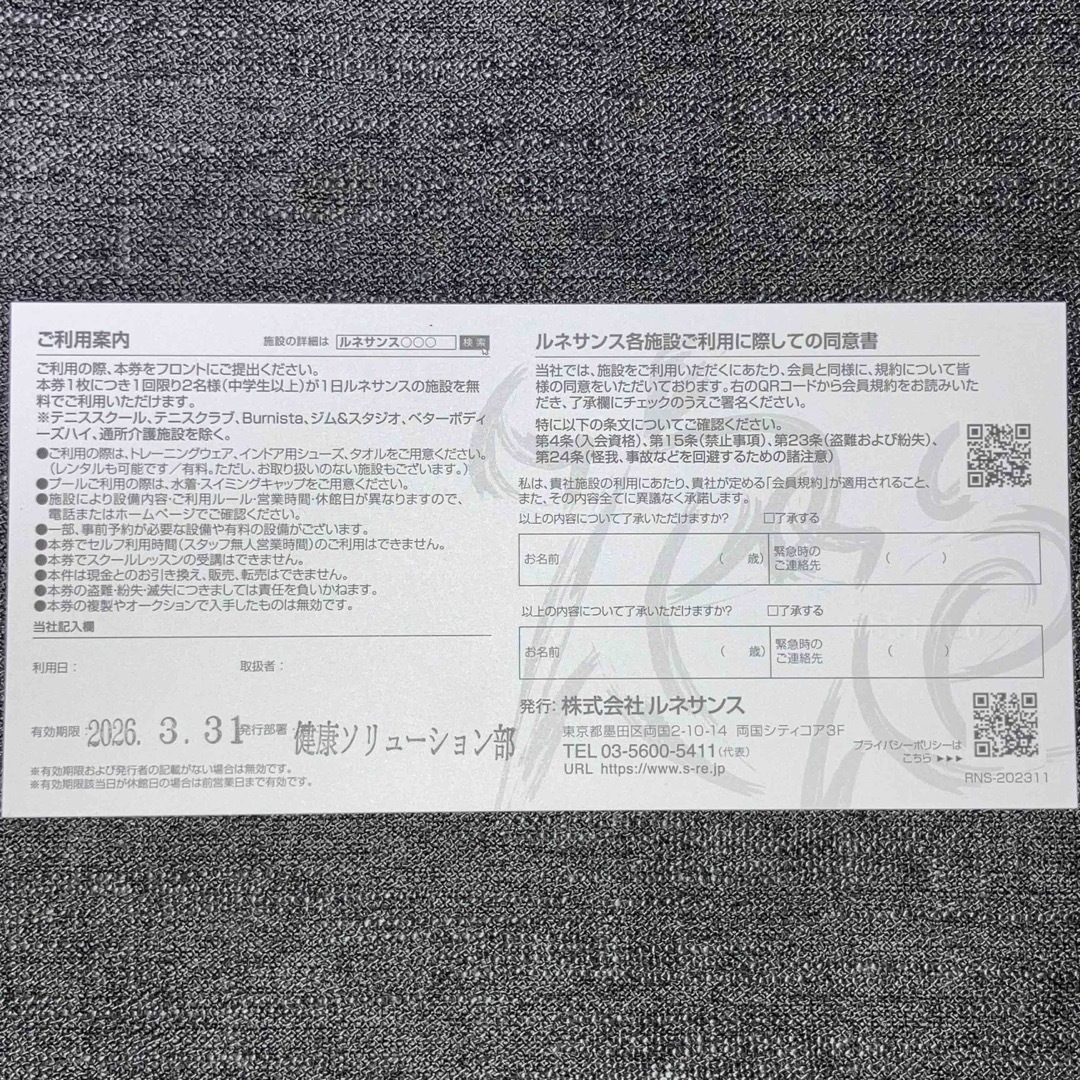 ご利用案内
施設の詳細は ルネサンス○○○ 検索
ご利用の際、本券をフロントにご提出ください。
本券1枚につき1回限り2名様(中学生以上)が1日ルネサンスの施設を無
料でご利用いただけます。
※テニススクール、テニスクラブ、Burnista、ジム&スタジオ、ベターボディ
ーズハイ、通所介護施設を除く。
●ご利用の際は、トレーニングウェア、インドア用シューズ、タオルをご用意ください。
(レンタルも可能です/有料。ただし、お取り扱いのない施設もございます。)
●プールご利用の際は、水着・スイミングキャップをご用意ください。
●施設により設備内容・ご利用ルール・営業時間・休館日が異なりますので、
電話またはホームページでご確認ください。
●一部、事前予約が必要な設備や有料の設備がございます。
●本券でセルフ利用時間(スタッフ無人営業時間)のご利用はできません。
●本券でスクールレッスンの受講はできません。
●本件は現金とのお引き換え、販売、転売はできません。
●本券の盗難・紛失・滅失につきましては責任を負いかねます。
●本券の複製やオークションで入手したものは無効です。
当社記入欄
利用日: 取扱者:
有効期限: 2026. 3. 31 発行部署: 健康ソリューション部
※有効期限および発行者の記載がない場合は無効です。
※有効期限該当日が休館日の場合は前営業日まで有効です。
ルネサンス各施設ご利用に際しての同意書
当社では、施設をご利用いただくにあたり、会員と同様に、規約について皆
様の同意をいただいております。右のQRコードから会員規約をお読みいた
だき、了承欄にチェックのうえご署名ください。
特に以下の条文についてご確認ください。
第4条(入会資格)、第15条(禁止事項)、第23条(盗難および紛失)、
第24条(怪我、事故などを回避するための諸注意)
私は、貴社施設の利用にあたり、貴社が定める「会員規約」が適用されること、
また、その内容全てに異議なく承諾します。
以上の内容について了承いただけますか? □了承する
お名前 ( 歳) 緊急時の ( )
ご連絡先
以上の内容について了承いただけますか? □了承する
お名前 ( 歳) 緊急時の ( )
ご連絡先
発行: 株式会社 ルネサンス
東京都墨田区両国2-10-14 両国シティコア3F
TEL 03-5600-5411(代表)
URL https://www.s-re.jp
プライバシーポリシーは
こちら ▶▶▶
RNS-202311